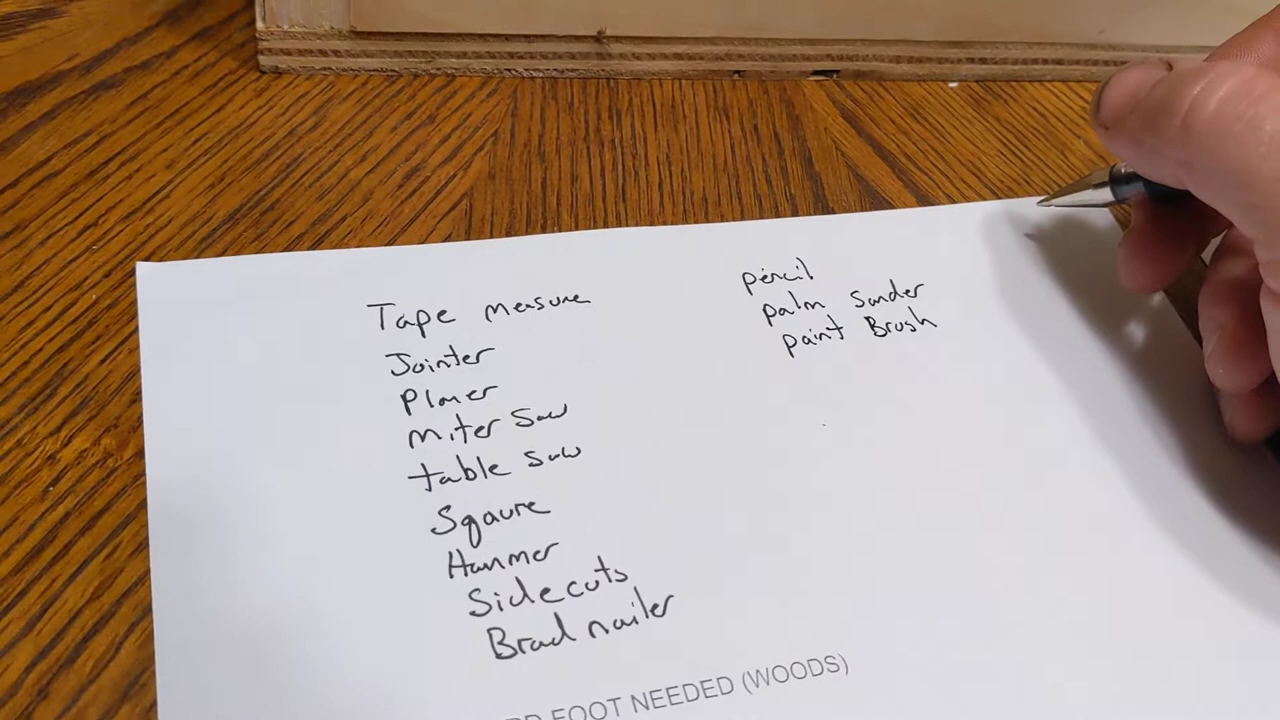 Tape measure
Jointer
Planer
Miter Saw
table saw
Sqaure
Hammer
Sidecuts
Brad nailer
pencil
palm Sander
paint Brush
FOOT NEEDED (WOODS)